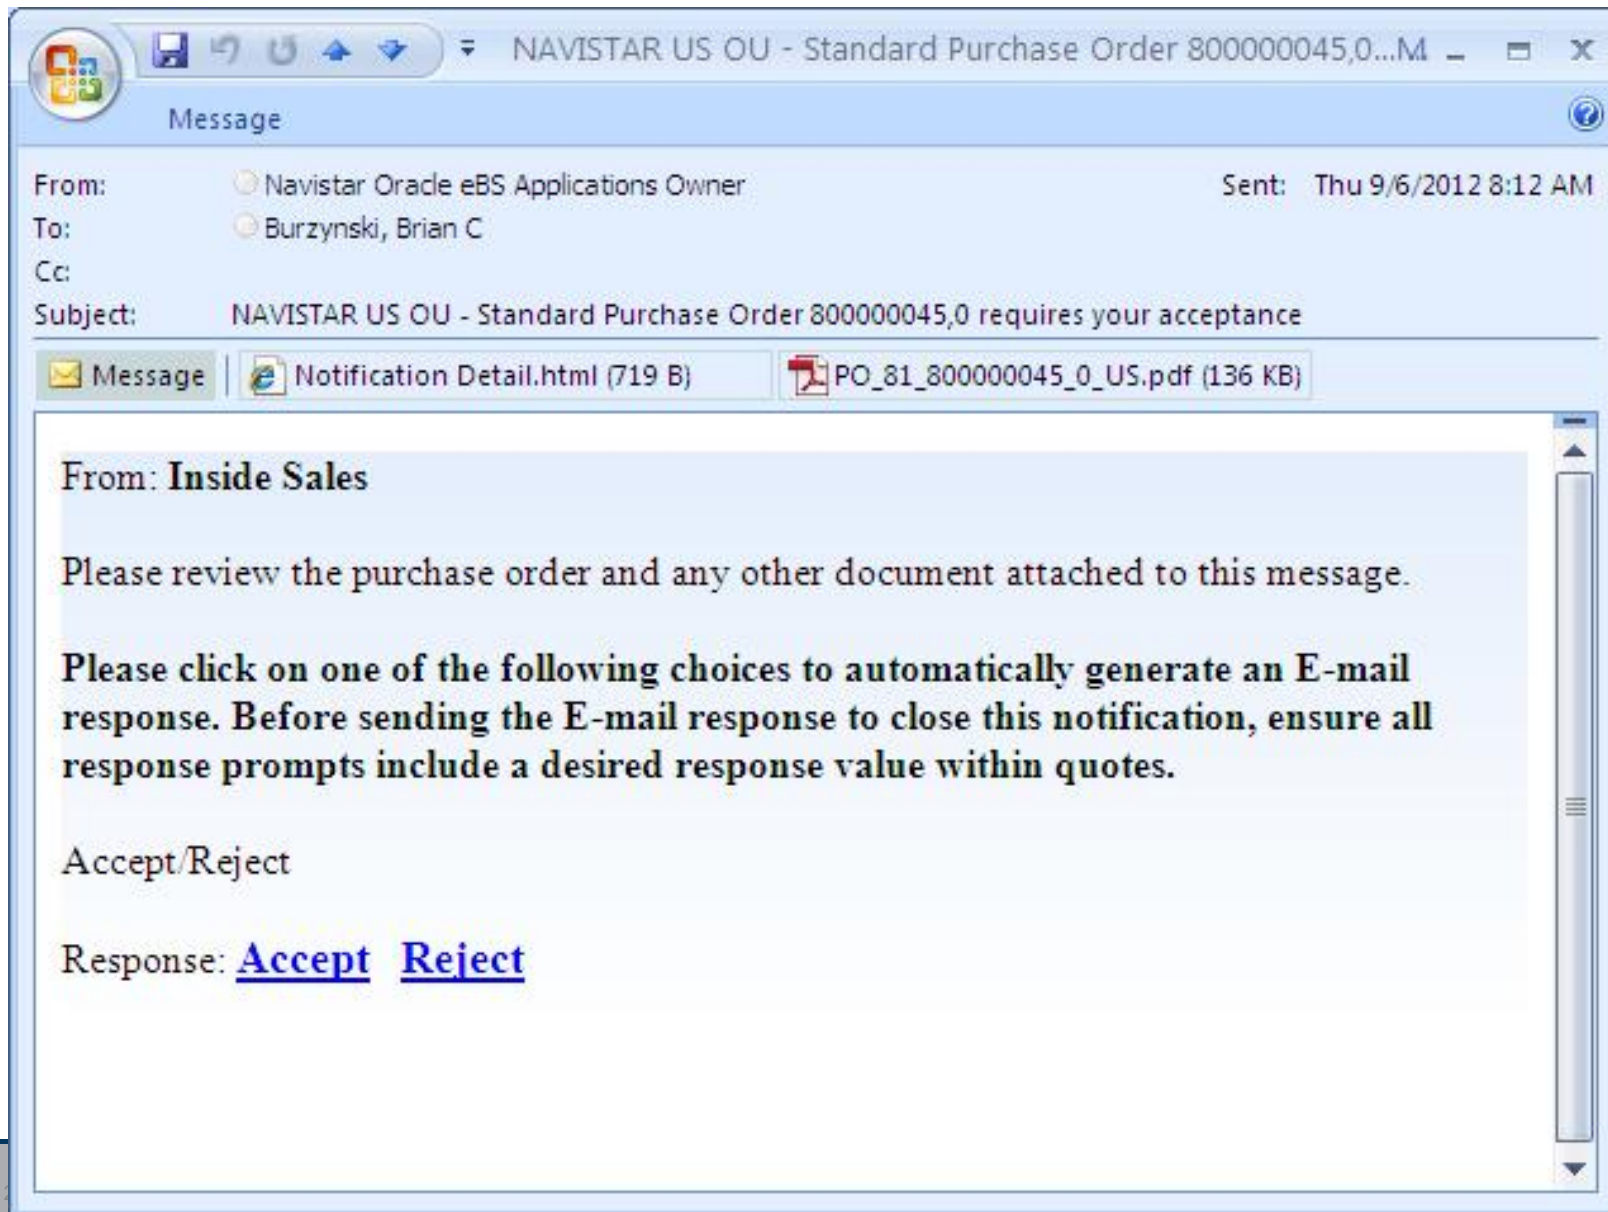 NAVISTAR US OU - Standard Purchase Order 800000045,0...M
Message
From: Navistar Oracle eBS Applications Owner Sent: Thu 9/6/2012 8:12 AM
To: Burzynski, Brian C
Cc:
Subject: NAVISTAR US OU - Standard Purchase Order 800000045,0 requires your acceptance
Message Notification Detail.html (719 B) PO_81_800000045_0_US.pdf (136 KB)
From: Inside Sales
Please review the purchase order and any other document attached to this message.
Please click on one of the following choices to automatically generate an E-mail
response. Before sending the E-mail response to close this notification, ensure all
response prompts include a desired response value within quotes.
Accept/Reject
Response: Accept Reject